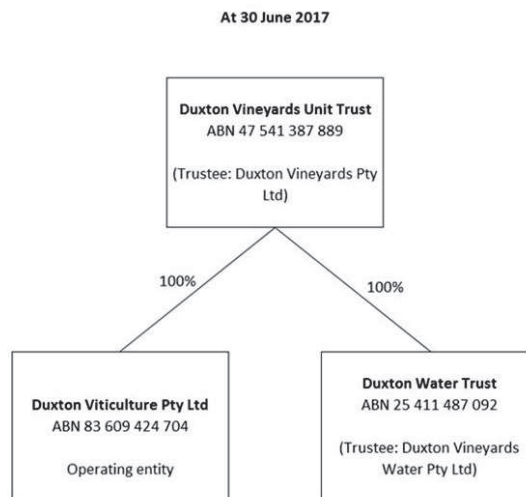 At 30 June 2017
Duxton Vineyards Unit Trust
ABN 47 541 387 889
(Trustee: Duxton Vineyards Pty
Ltd)
100%
100%
Duxton Viticulture Pty Ltd
ABN 83 609 424 704
Operating entity
Duxton Water Trust
ABN 25 411 487 092
(Trustee: Duxton Vineyards
Water Pty Ltd)